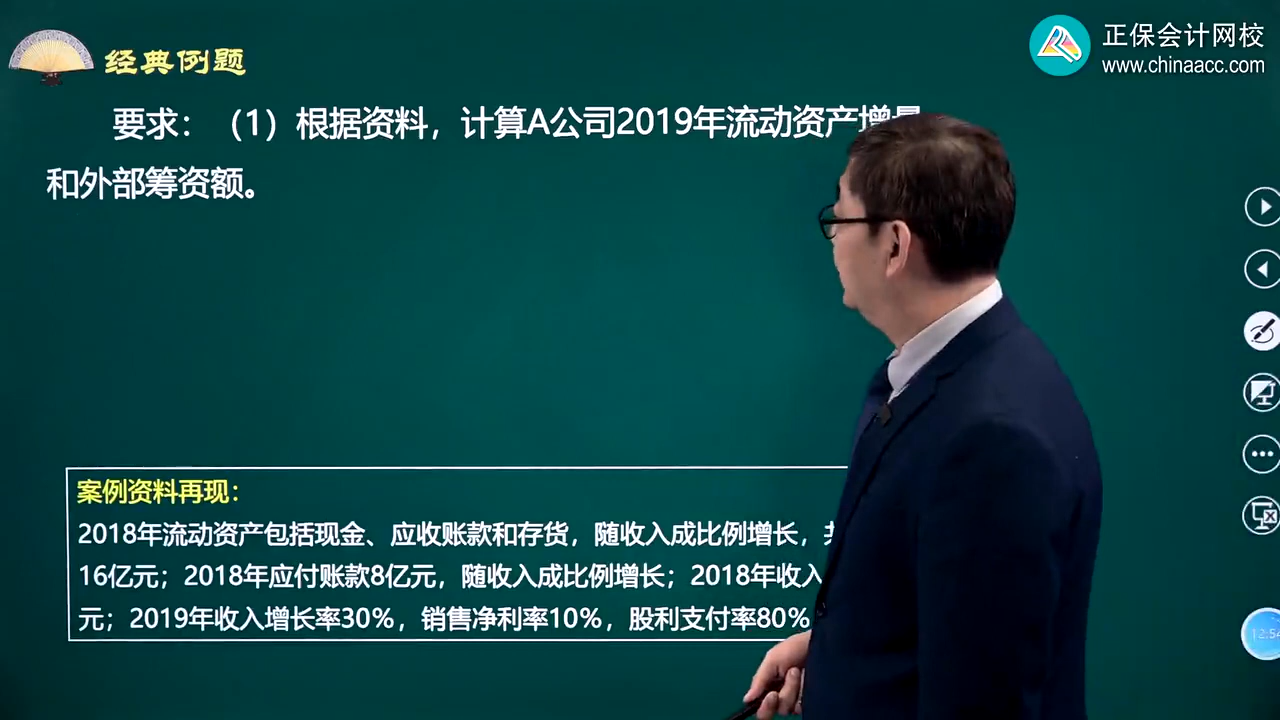 经典例题
正保会计网校
www.chinaacc.com
要求：（1）根据资料，计算A公司2019年流动资产增量
和外部筹资额。
案例资料再现：
2018年流动资产包括现金、应收账款和存货，随收入成比例增长，
16亿元；2018年应付账款8亿元，随收入成比例增长；2018年收入
元；2019年收入增长率30%，销售净利率10%，股利支付率80%
12:54